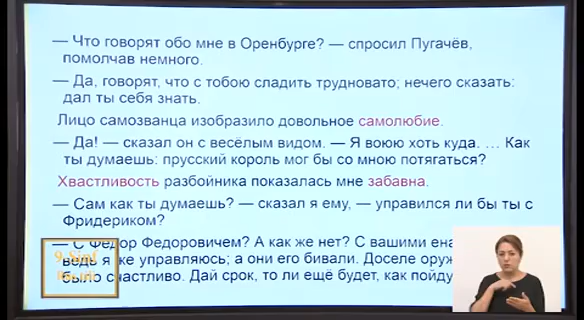 — Что говорят обо мне в Оренбурге? — спросил Пугачёв,
помолчав немного.
— Да, говорят, что с тобою сладить трудновато; нечего сказать:
дал ты себя знать.
Лицо самозванца изобразило довольное самолюбие.
— Да! — сказал он с весёлым видом. — Я воюю хоть куда. … Как
ты думаешь: прусский король мог бы со мною потягаться?
Хвастливость разбойника показалась мне забавна.
— Сам как ты думаешь? — сказал я ему, — управился ли бы ты с
Фридериком?
— С Фёдор Федоровичем? А как же нет? С вашими
ведь я же управляюсь; а они его бивали. Доселе
было счастливо. Дай срок, то ли ещё будет, как